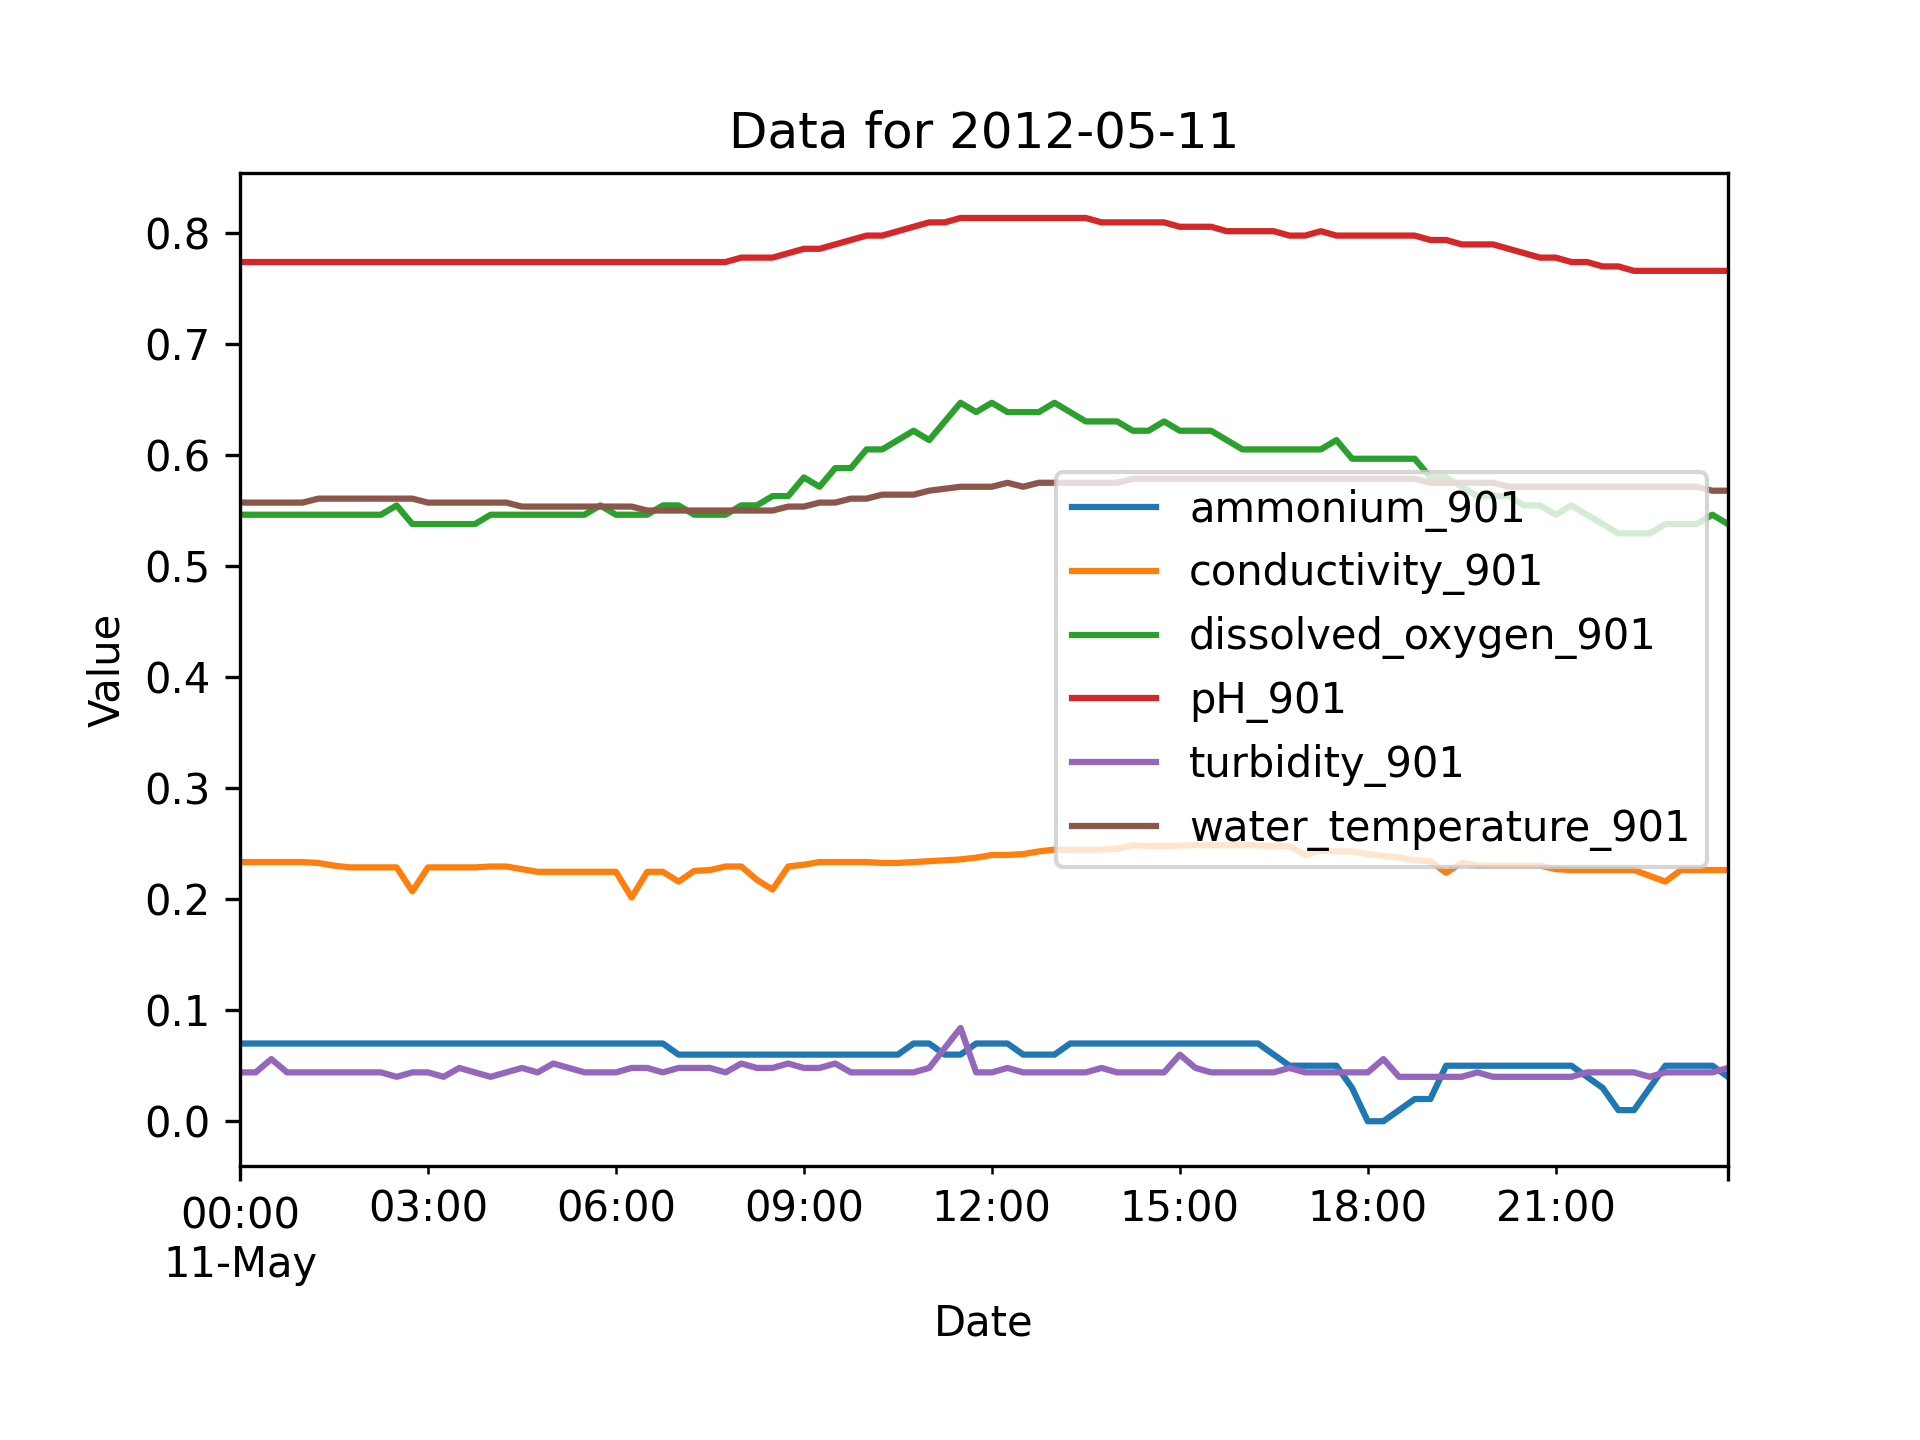 Data for 2012-05-11
Value
0.8
0.7
0.6
0.5
0.4
0.3
0.2
0.1
0.0
ammonium_901
conductivity_901
dissolved_oxygen_901
pH_901
turbidity_901
water_temperature_901
00:00 03:00 06:00 09:00 12:00 15:00 18:00 21:00
11-May
Date